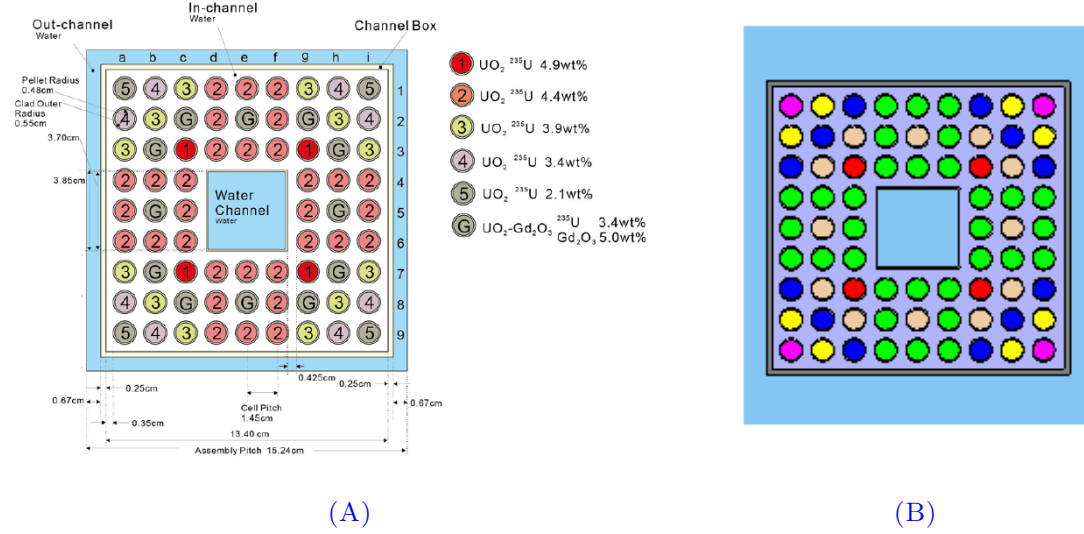 In-channel
Water
Out-channel
Water
Channel Box
a b c d e f g h i
Pellet Radius
0.48cm
Clad Outer
Radius
0.55cm
3.70cm
3.85cm
5 4 3 2 2 2 3 4 5 1
4 3 G 2 G 2 G 3 4 2
3 G 1 2 2 2 1 G 3 3
2 2 2 2 2 2 4
2 G 2 2 G 2 5
2 2 2 2 2 2 6
3 G 1 2 2 2 1 G 3 7
4 3 G 2 G 2 G 3 4 8
5 4 3 2 2 2 3 4 5 9
Water
Channel
Water
1 UO₂ ²³⁵U 4.9wt%
2 UO₂ ²³⁵U 4.4wt%
3 UO₂ ²³⁵U 3.9wt%
4 UO₂ ²³⁵U 3.4wt%
5 UO₂ ²³⁵U 2.1wt%
G UO₂-Gd₂O₃ ²³⁵U 3.4wt%
Gd₂O₃ 5.0wt%
0.425cm
0.25cm
0.25cm
0.67cm
Cell Pitch
1.45cm
0.67cm
0.35cm
13.40 cm
Assembly Pitch 15.24cm
(A)
(B)